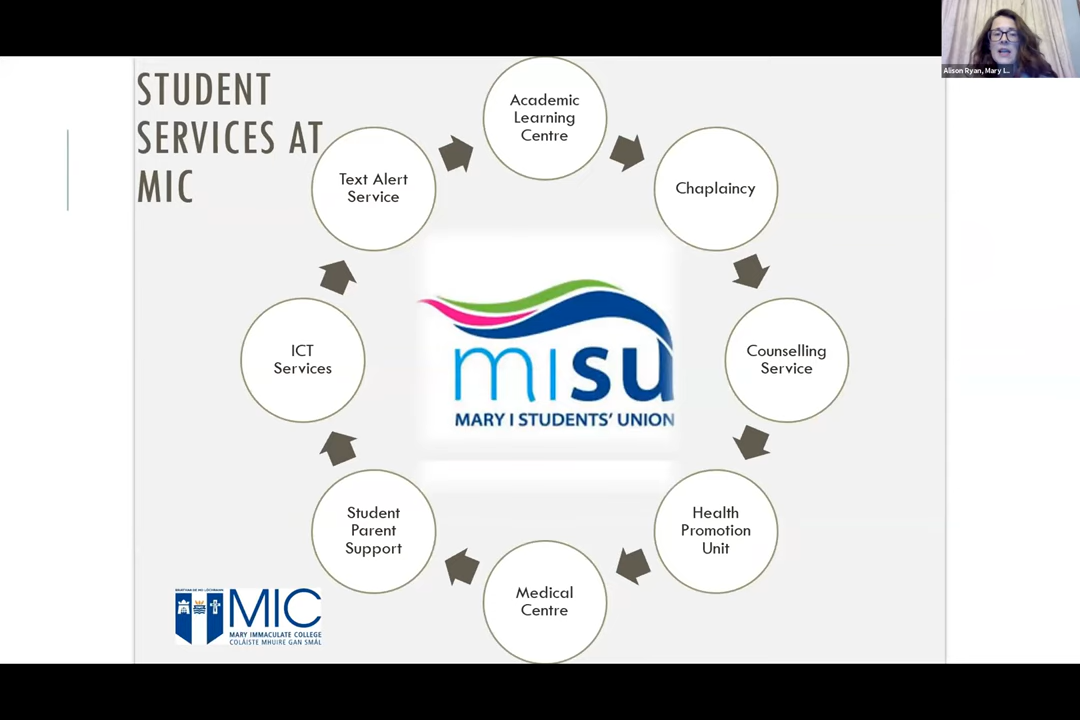 STUDENT
SERVICES AT
MIC
Academic
Learning
Centre
Chaplaincy
Counselling
Service
Health
Promotion
Unit
Medical
Centre
Student
Parent
Support
ICT
Services
Text Alert
Service
misu
MARY I STUDENTS' UNION
MIC
MARY IMMACULATE COLLEGE
COLÁISTE MHUIRE GAN SMÁL
Alison Ryan, Mary L...